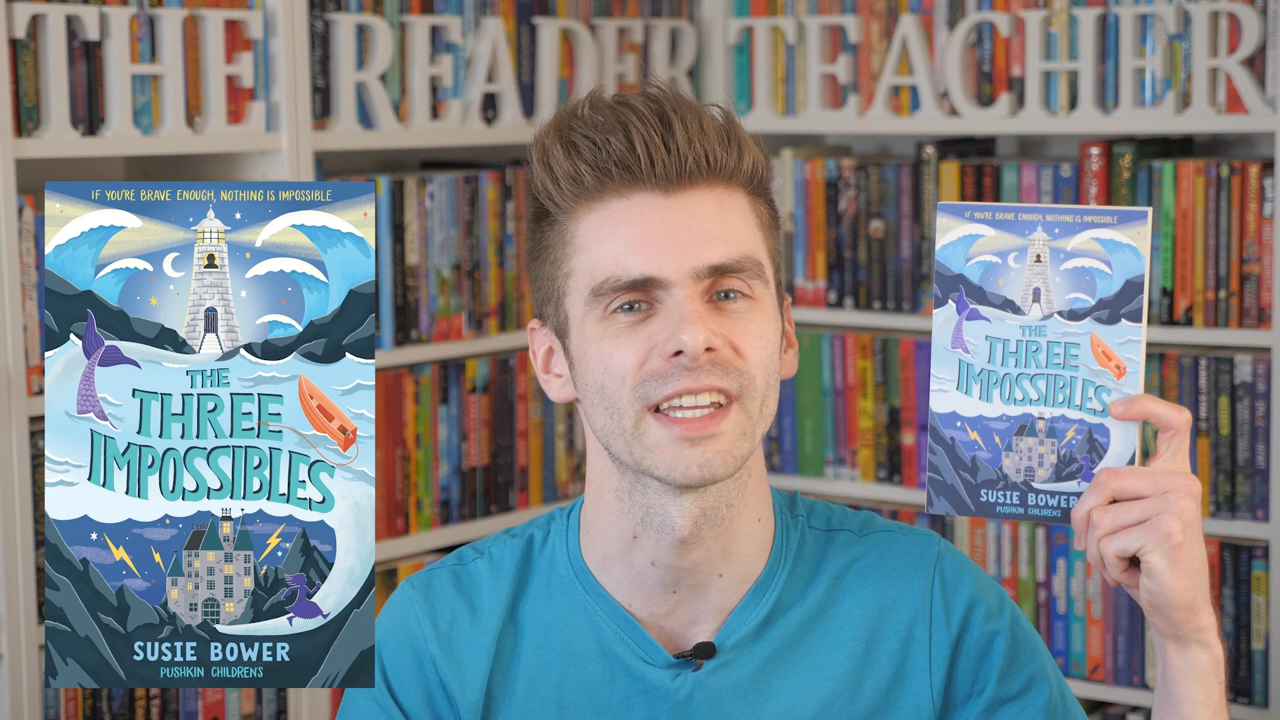 THE READER TEACHER
IF YOU'RE BRAVE ENOUGH, NOTHING IS IMPOSSIBLE
THE
THREE
IMPOSSIBLES
SUSIE BOWER
PUSHKIN CHILDREN'S
IF YOU'RE BRAVE ENOUGH, NOTHING IS IMPOSSIBLE
THE
THREE
IMPOSSIBLES
SUSIE BOWER
PUSHKIN CHILDREN'S